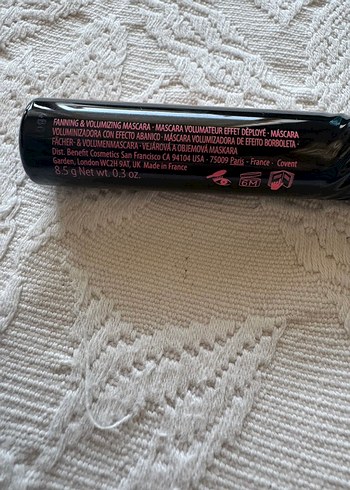 FANNING & VOLUMIZING MASCARA · MASCARA VOLUMATEUR EFFET DÉPLOYÉ · MÁSCARA
VOLUMINIZADORA CON EFECTO ABANICO · MÁSCARA VOLUMIZADORA DE EFEITO BORBOLETA ·
FÄCHER- & VOLUMENMASCARA · VEJÁŘOVÁ A OBJEMOVÁ MASKARA
Dist. Benefit Cosmetics San Francisco CA 94104 USA · 75009 Paris · France · Covent
Garden, London WC2H 9AT, UK Made in France
8.5 g Net wt. 0.3 oz.
6M